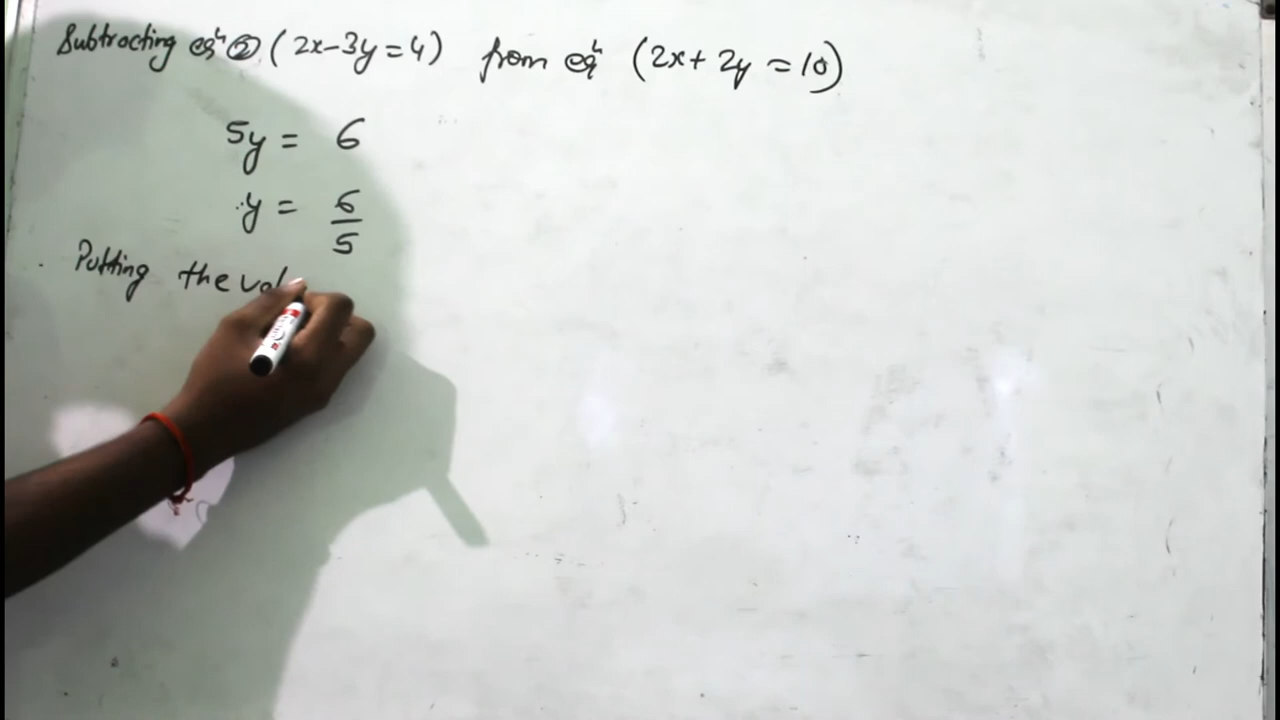 Subtracting eqⁿ ② (2x-3y=4) from eqⁿ (2x+2y=10)
5y = 6
y = 6/5
Putting the val